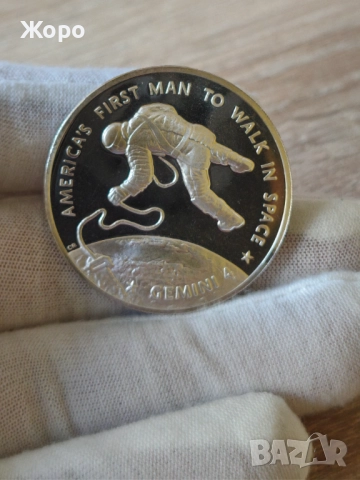 Жоро
AMERICA'S FIRST MAN TO WALK IN SPACE
GEMINI 4
BAZAR